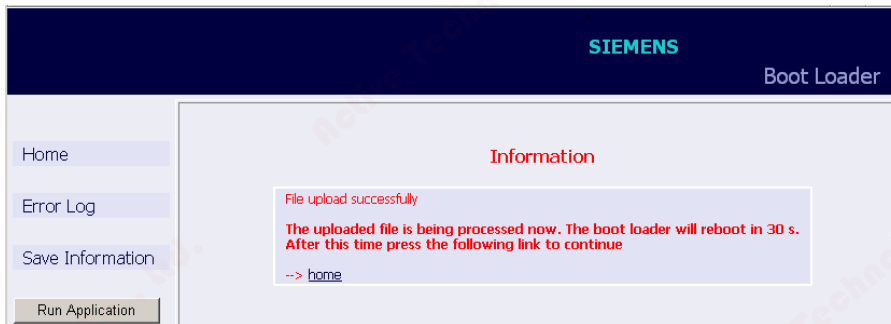 SIEMENS
Boot Loader
Home
Error Log
Save Information
Run Application
Information
File upload successfully
The uploaded file is being processed now. The boot loader will reboot in 30 s.
After this time press the following link to continue
--> home